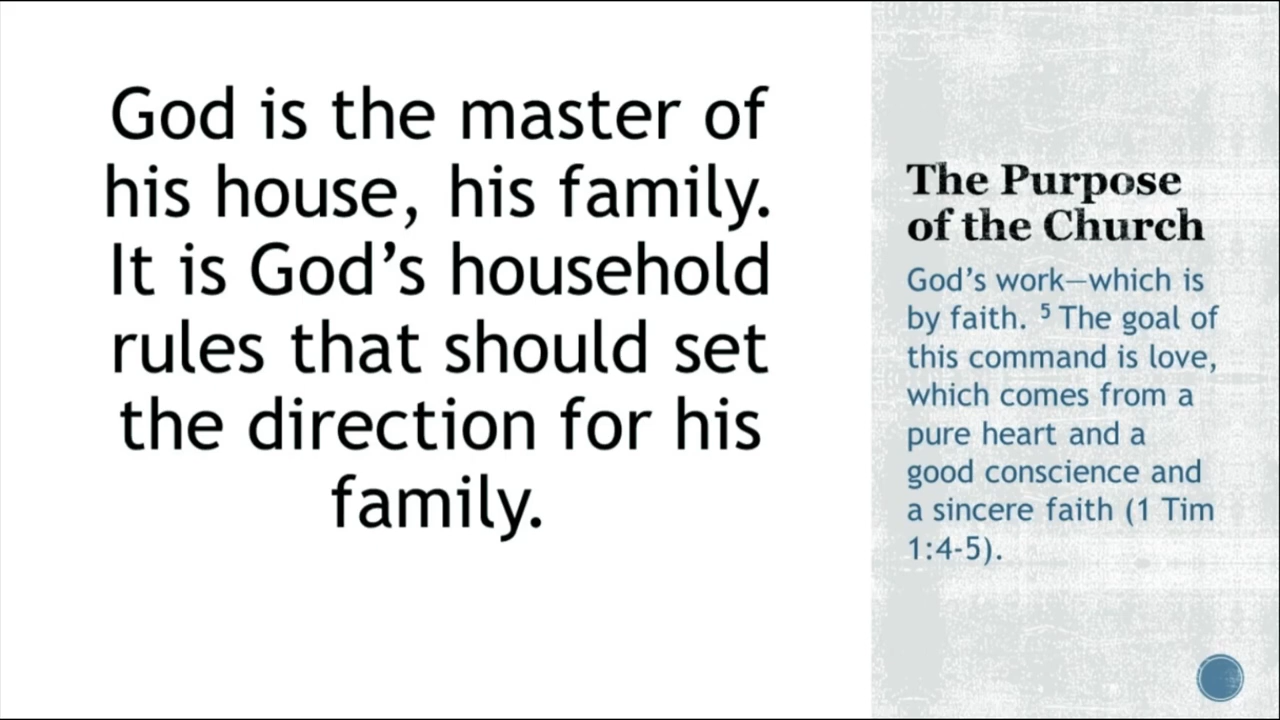 God is the master of
his house, his family.
It is God’s household
rules that should set
the direction for his
family.
The Purpose
of the Church
God’s work—which is
by faith. ⁵ The goal of
this command is love,
which comes from a
pure heart and a
good conscience and
a sincere faith (1 Tim
1:4-5).